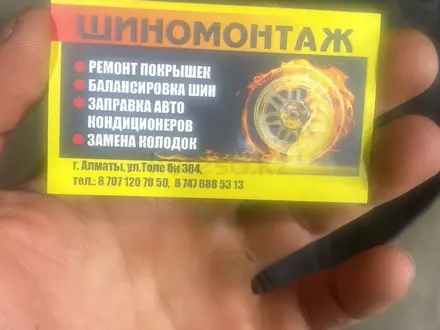 ШИНОМОНТАЖ
РЕМОНТ ПОКРЫШЕК
БАЛАНСИРОВКА ШИН
ЗАПРАВКА АВТО
КОНДИЦИОНЕРОВ
ЗАМЕНА КОЛОДОК
г. Алматы, ул.Толе би 304,
тел.: 8 707 120 70 50, 8 747 688 53 13